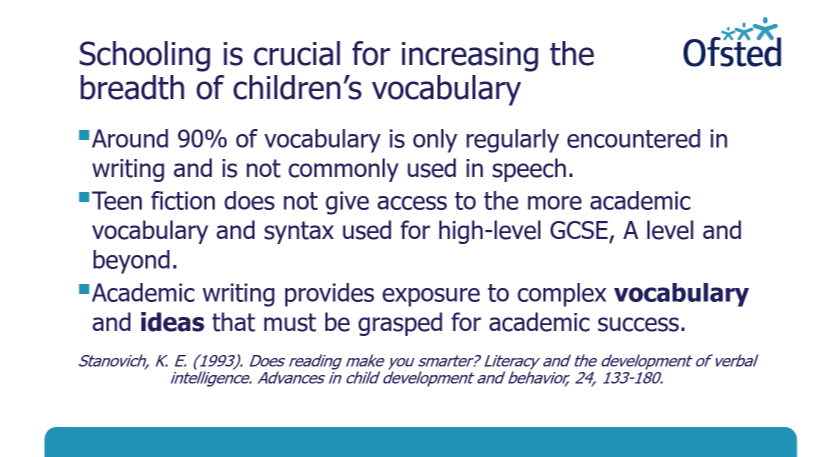 Schooling is crucial for increasing the
breadth of children’s vocabulary
Ofsted
Around 90% of vocabulary is only regularly encountered in
writing and is not commonly used in speech.
Teen fiction does not give access to the more academic
vocabulary and syntax used for high-level GCSE, A level and
beyond.
Academic writing provides exposure to complex vocabulary
and ideas that must be grasped for academic success.
Stanovich, K. E. (1993). Does reading make you smarter? Literacy and the development of verbal
intelligence. Advances in child development and behavior, 24, 133-180.